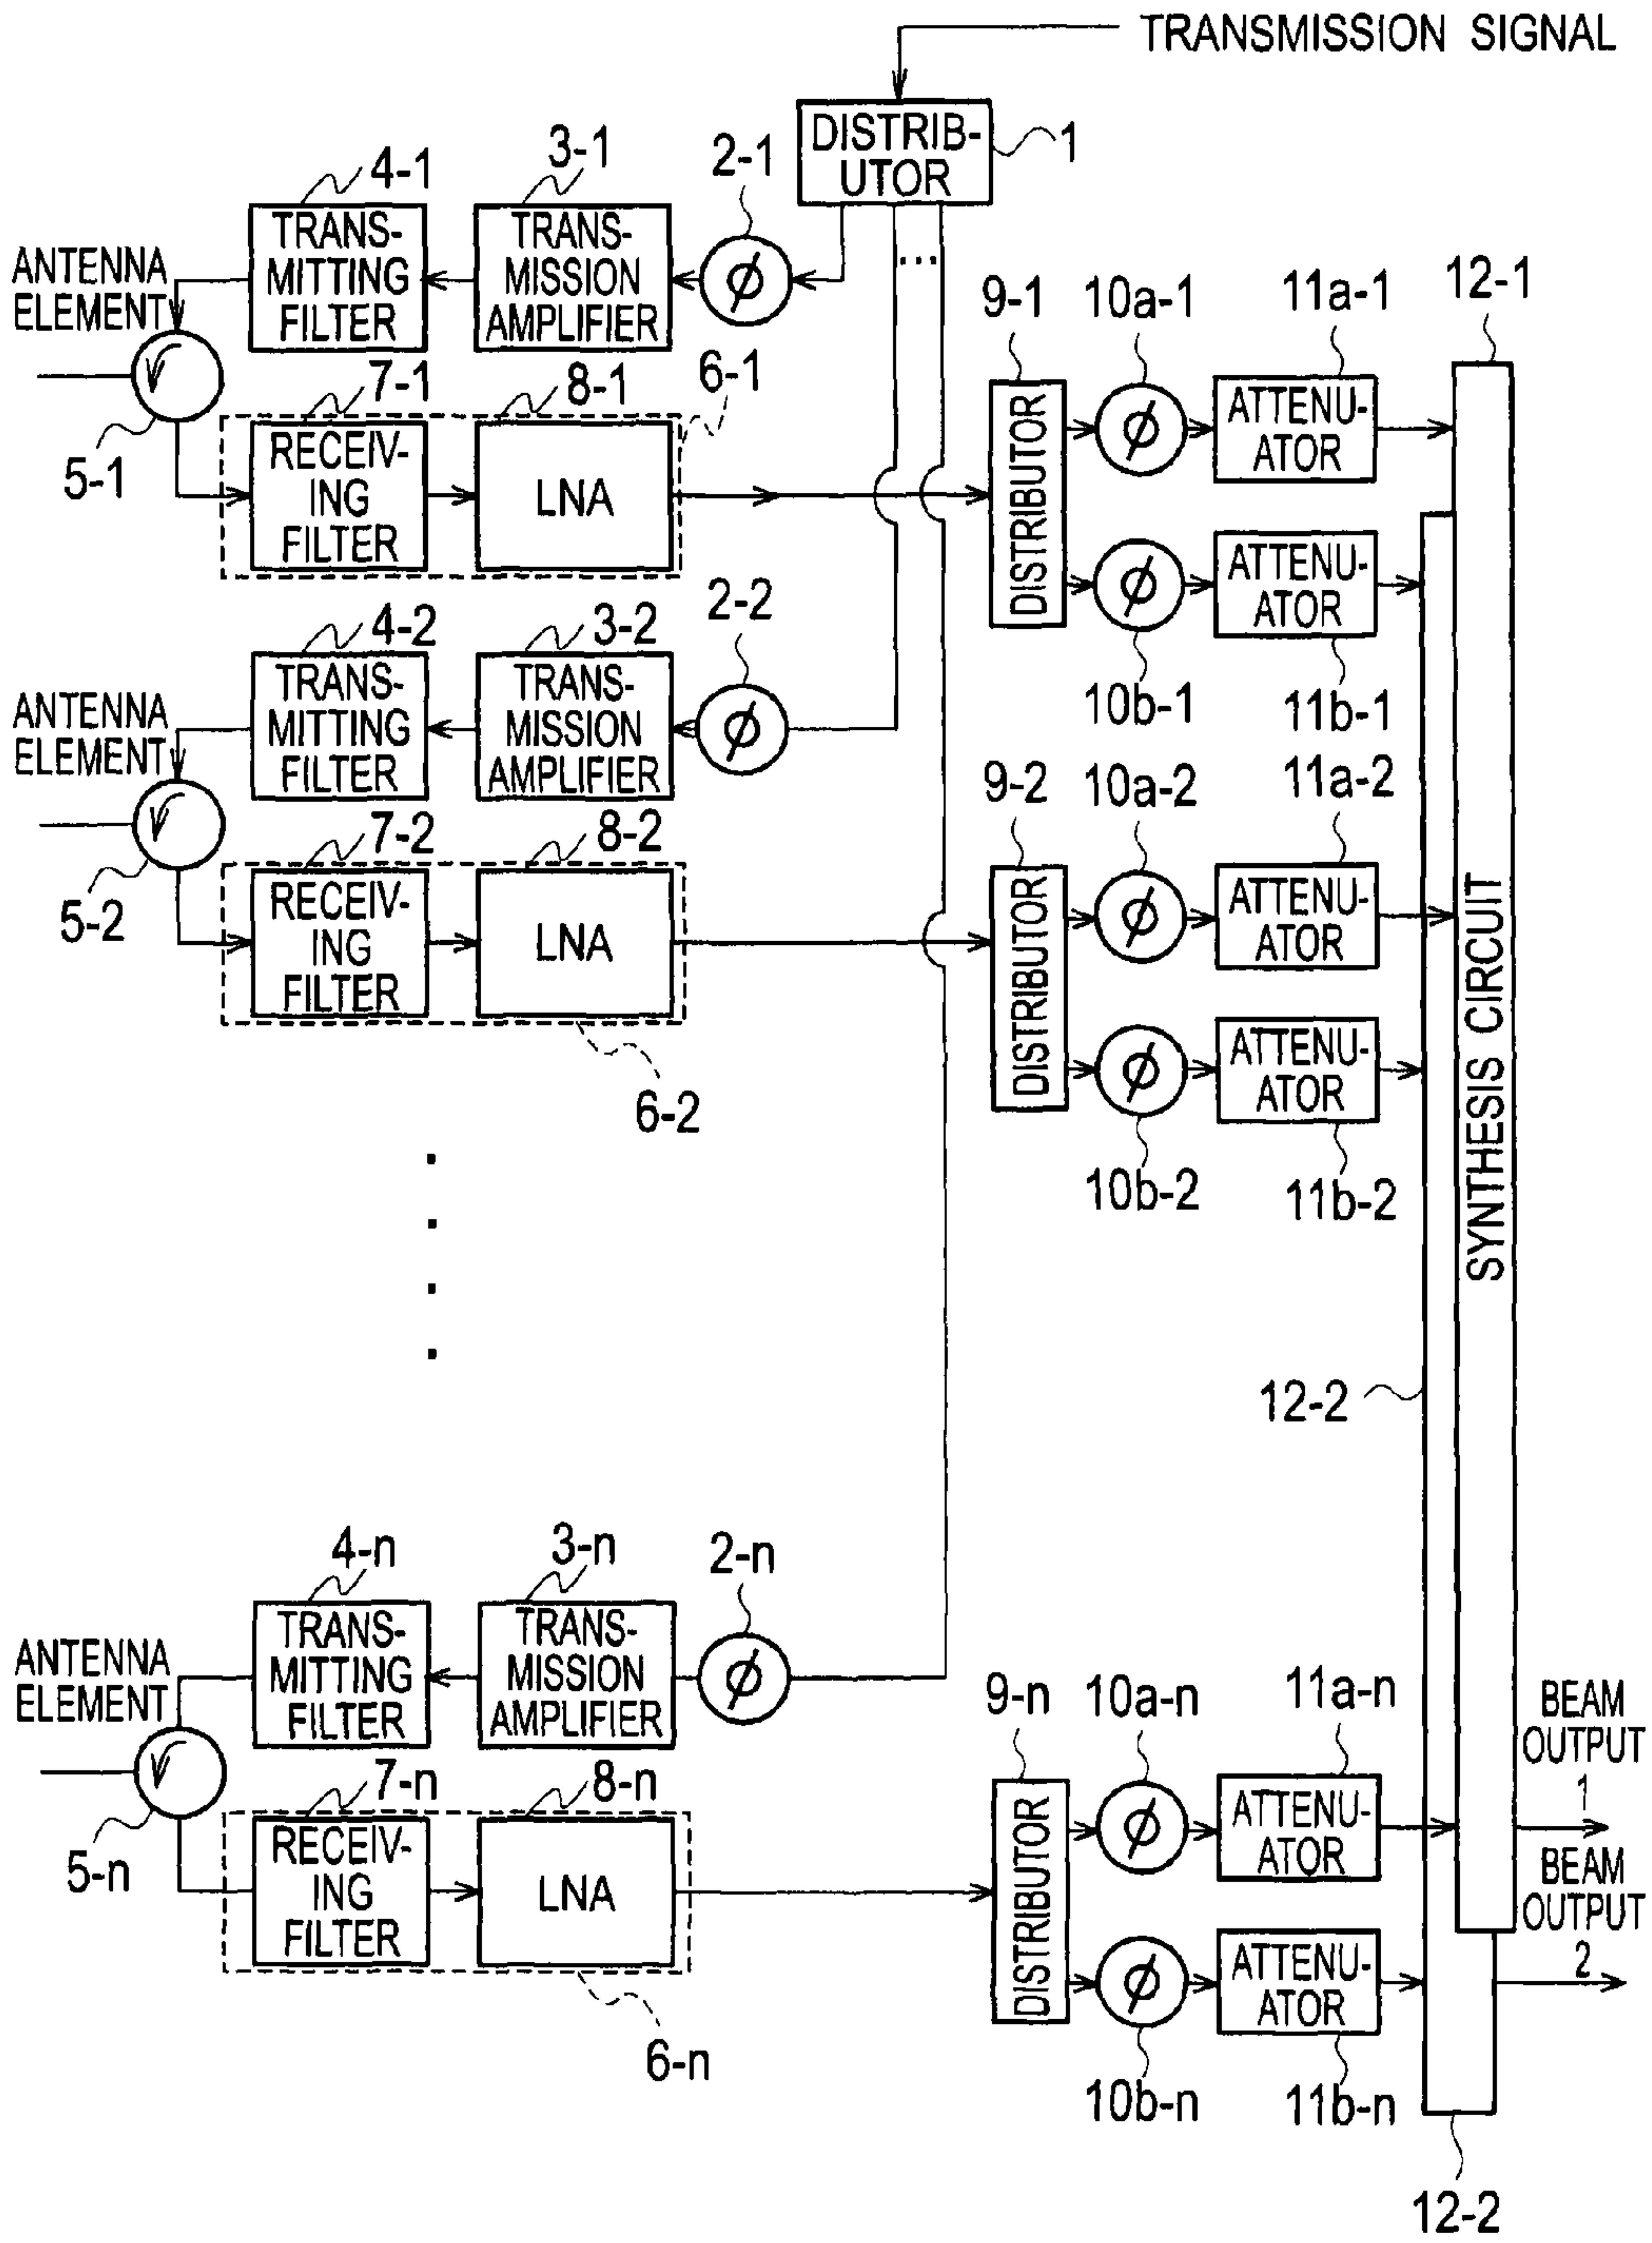 TRANSMISSION SIGNAL
DISTRIB-
UTOR
1
4-1
3-1
2-1
TRANS-
MITTING
FILTER
TRANS-
MISSION
AMPLIFIER
ϕ
ANTENNA
ELEMENT
5-1
7-1
8-1
6-1
RECEIV-
ING
FILTER
LNA
...
9-1
10a-1
11a-1
12-1
DISTRIBUTOR
ϕ
ATTENU-
ATOR
ϕ
ATTENU-
ATOR
10b-1
11b-1
4-2
3-2
2-2
TRANS-
MITTING
FILTER
TRANS-
MISSION
AMPLIFIER
ϕ
ANTENNA
ELEMENT
5-2
7-2
8-2
RECEIV-
ING
FILTER
LNA
6-2
9-2
10a-2
11a-2
DISTRIBUTOR
ϕ
ATTENU-
ATOR
ϕ
ATTENU-
ATOR
10b-2
11b-2
SYNTHESIS CIRCUIT
12-2
4-n
3-n
2-n
TRANS-
MITTING
FILTER
TRANS-
MISSION
AMPLIFIER
ϕ
ANTENNA
ELEMENT
5-n
7-n
8-n
RECEIV-
ING
FILTER
LNA
6-n
9-n
10a-n
11a-n
DISTRIBUTOR
ϕ
ATTENU-
ATOR
ϕ
ATTENU-
ATOR
10b-n
11b-n
BEAM
OUTPUT
1
BEAM
OUTPUT
2
12-2